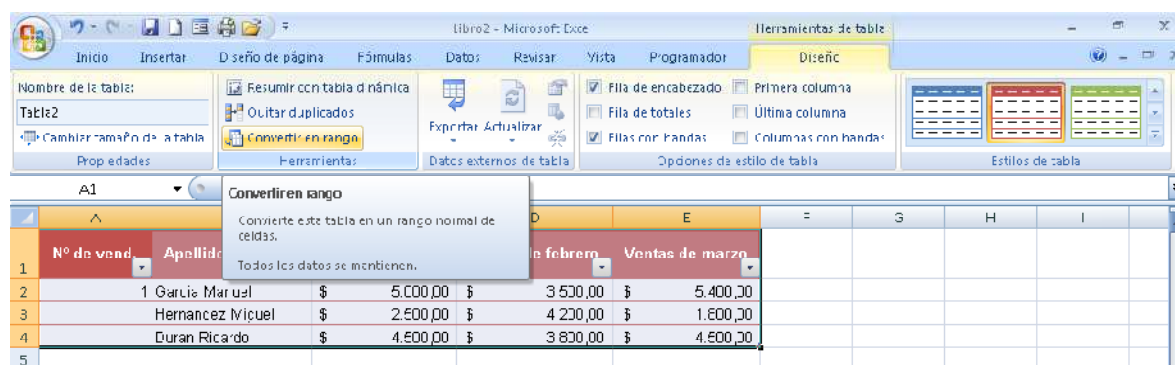 Libro2 - Microsoft Exce
Herramientas de tabla
Inicio Insertar Diseño de página Fórmulas Datos Revisar Vista Programador Diseño
Nombre de la tabla:
Tabla2
Cambiar tamaño de la tabla
Propiedades
Resumir con tabla dinámica
Quitar duplicados
Convertir en rango
Herramientas
Exportar Actualizar
Datos externos de tabla
Fila de encabezado Primera columna
Fila de totales Última columna
Filas con bandas Columnas con bandas
Opciones de estilo de tabla
Estilos de tabla
A1
Convertir en rango
Convierte esta tabla en un rango normal de
celdas.
Todos los datos se mantienen.
A D E F G H I
1 Nº de vend. Apellido e febrero Ventas de marzo
2 1 Garcia Manuel $ 5.000,00 $ 3.500,00 $ 5.400,00
3 Hernandez Miguel $ 2.500,00 $ 4.200,00 $
4 Duran Ricardo $ 4.500,00 $ 3.800,00 $ 4.500,00
5